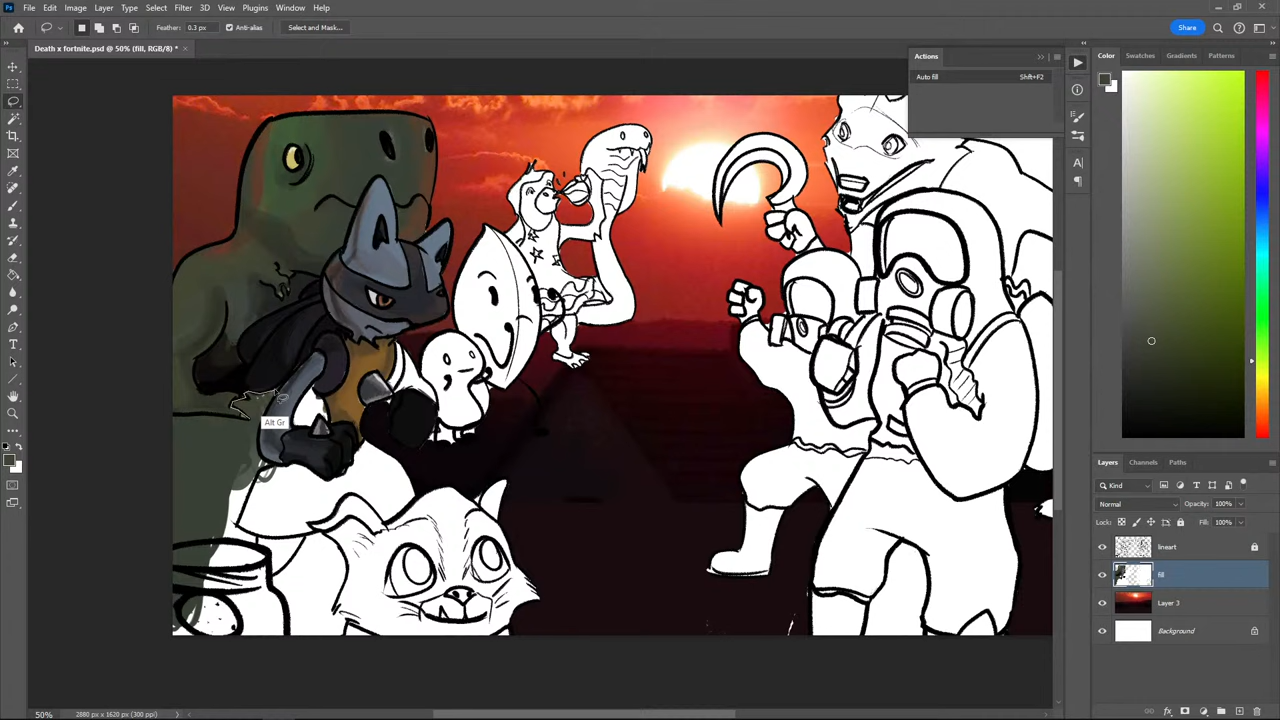 File Edit Image Layer Type Select Filter 3D View Plugins Window Help
Feather: 0.3 px Anti-alias Select and Mask... Share
Death x fortnite.psd @ 50% (fill, RGB/8) *
Actions
Auto fill Shift+F2
Color Swatches Gradients Patterns
Alt Gr
Layers Channels Paths
Kind
Normal Opacity: 100%
Lock: Fill: 100%
lineart
fill
Layer 3
Background
50% 2880 px x 1620 px (300 ppi)